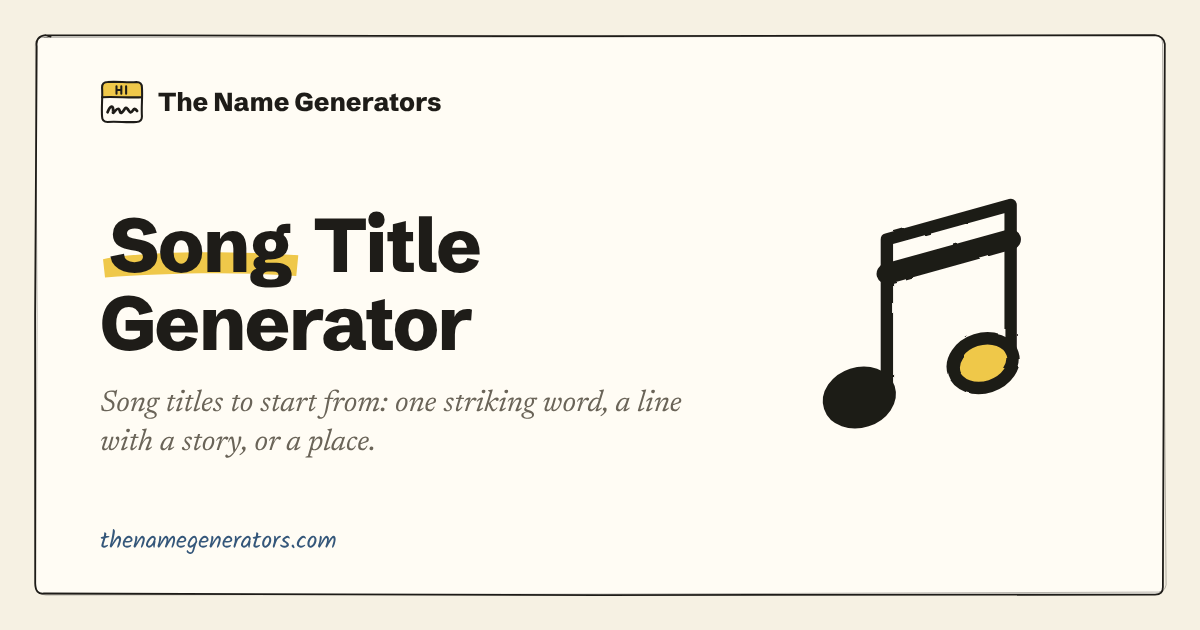 HI
The Name Generators
Song Title
Generator
Song titles to start from: one striking word, a line
with a story, or a place.
thenamegenerators.com